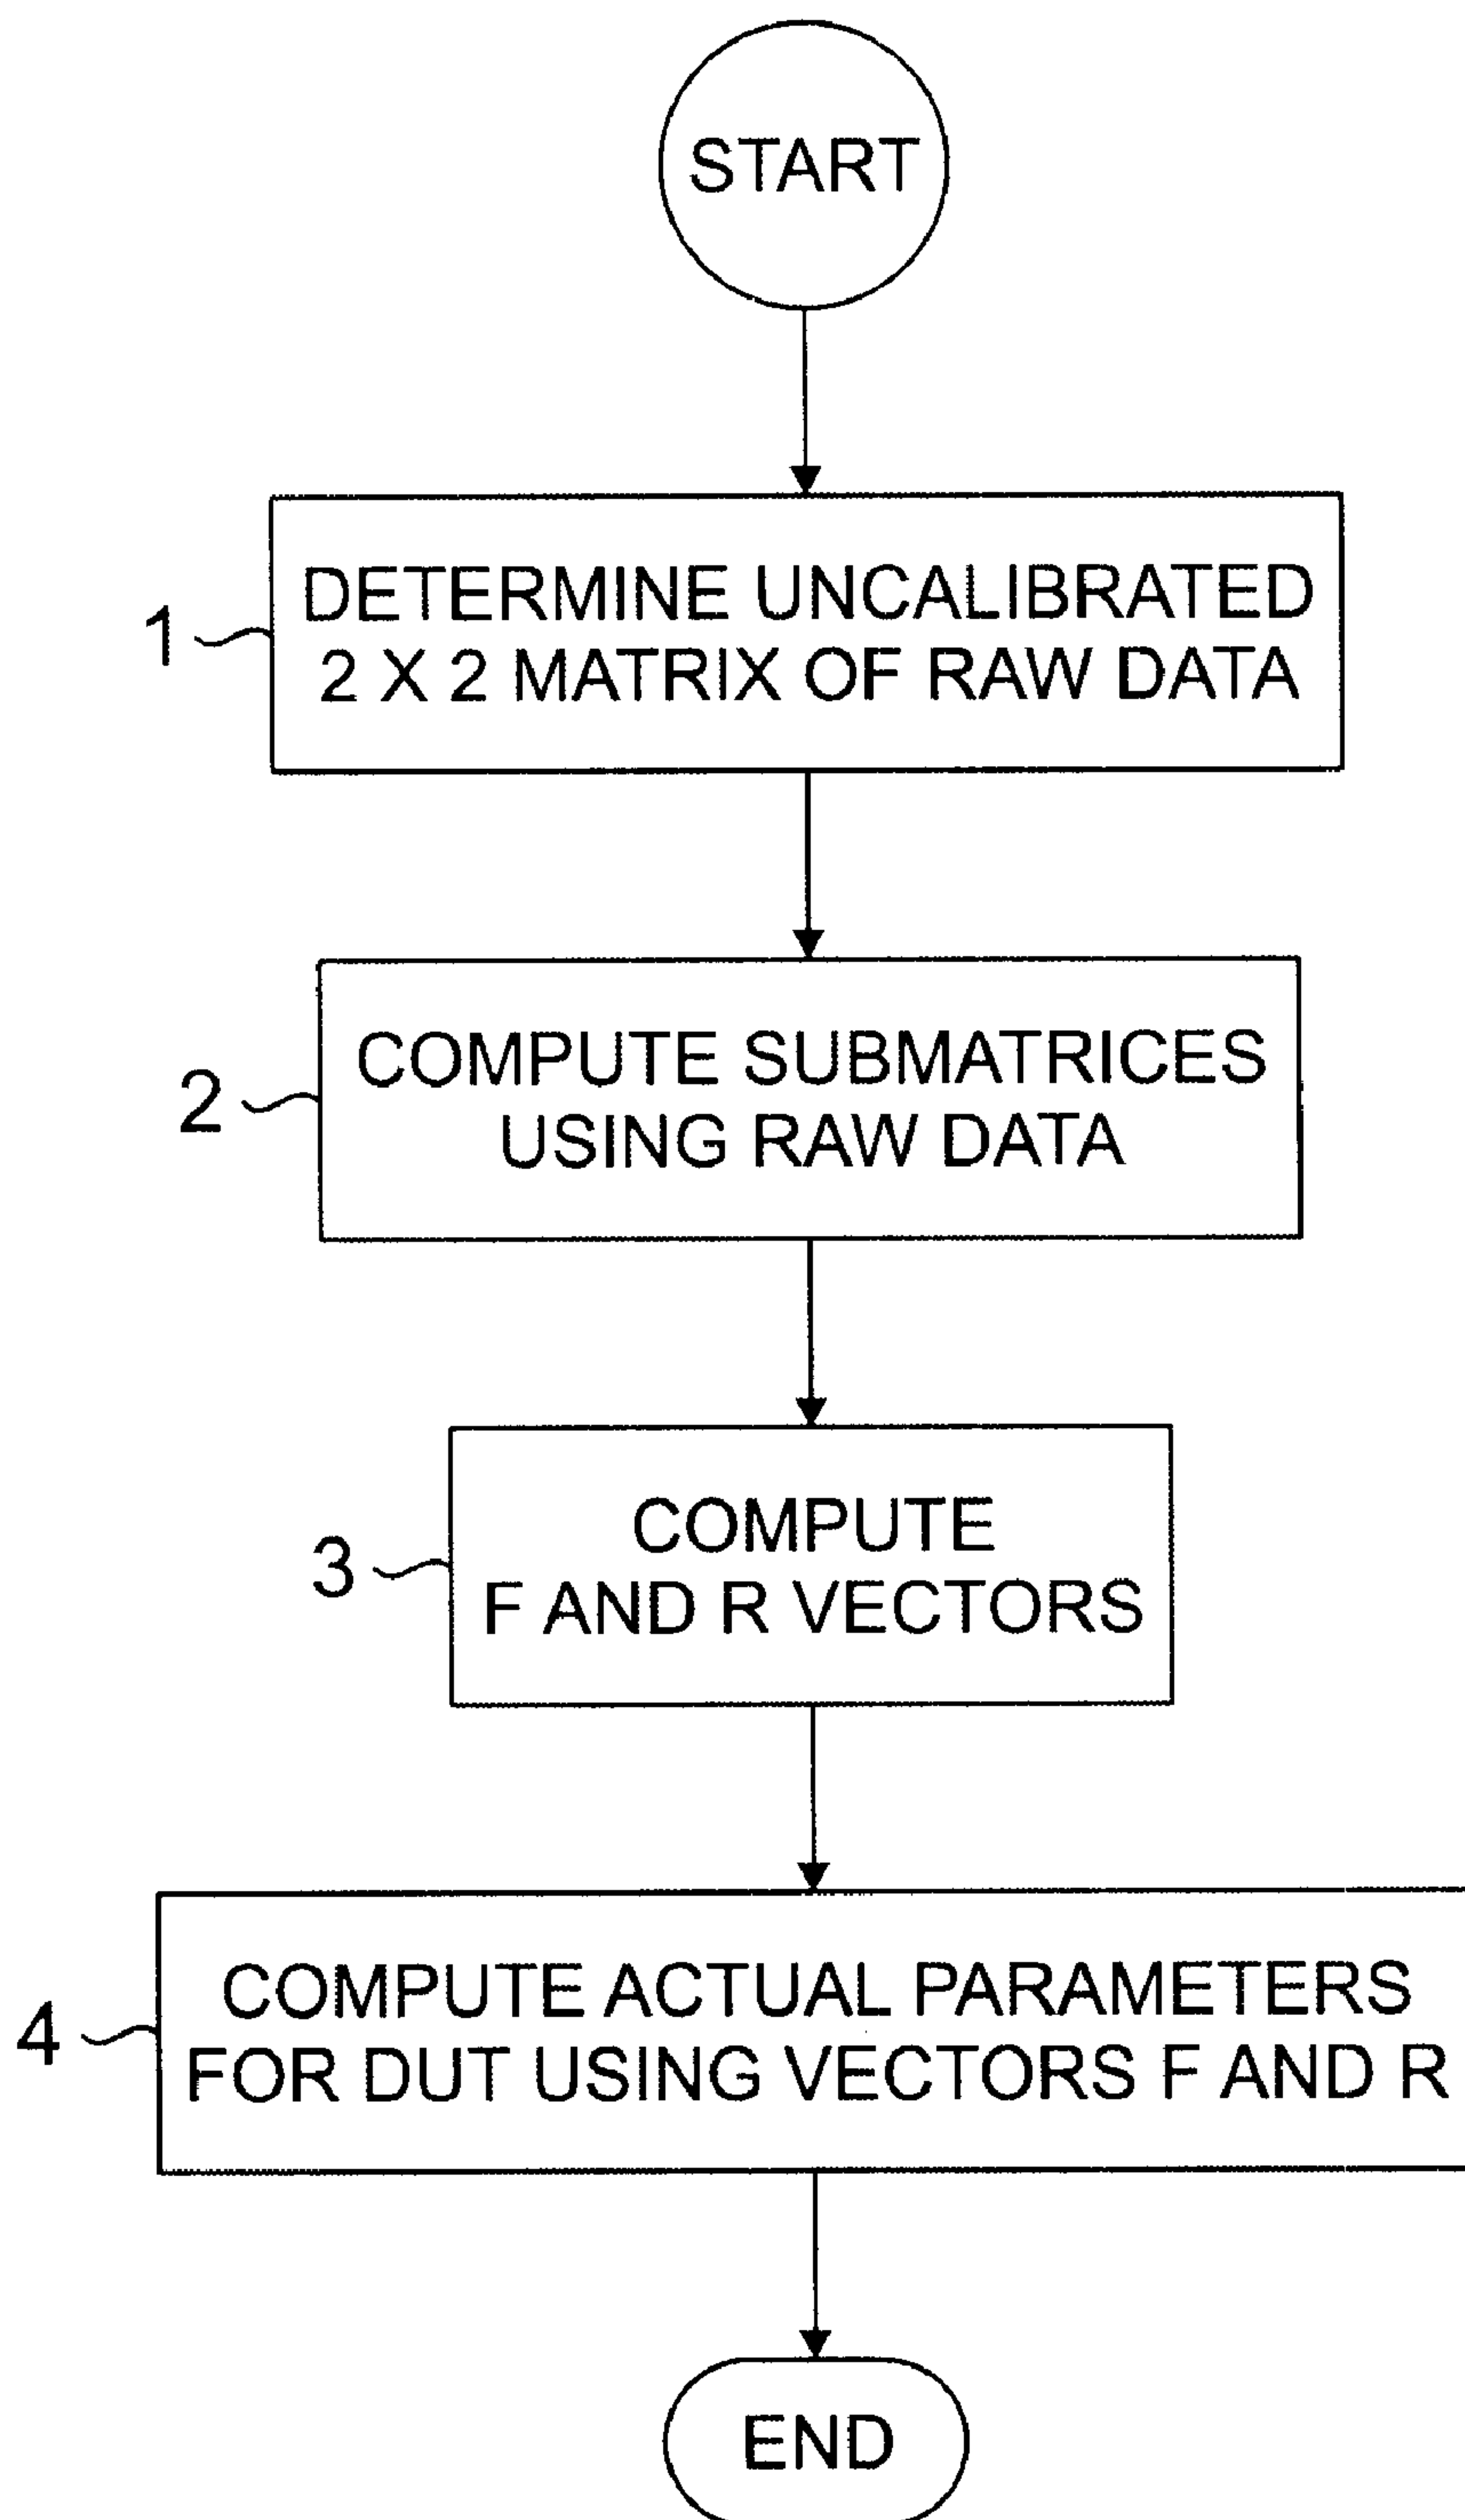 START
1
DETERMINE UNCALIBRATED
2 X 2 MATRIX OF RAW DATA
2
COMPUTE SUBMATRICES
USING RAW DATA
3
COMPUTE
F AND R VECTORS
4
COMPUTE ACTUAL PARAMETERS
FOR DUT USING VECTORS F AND R
END